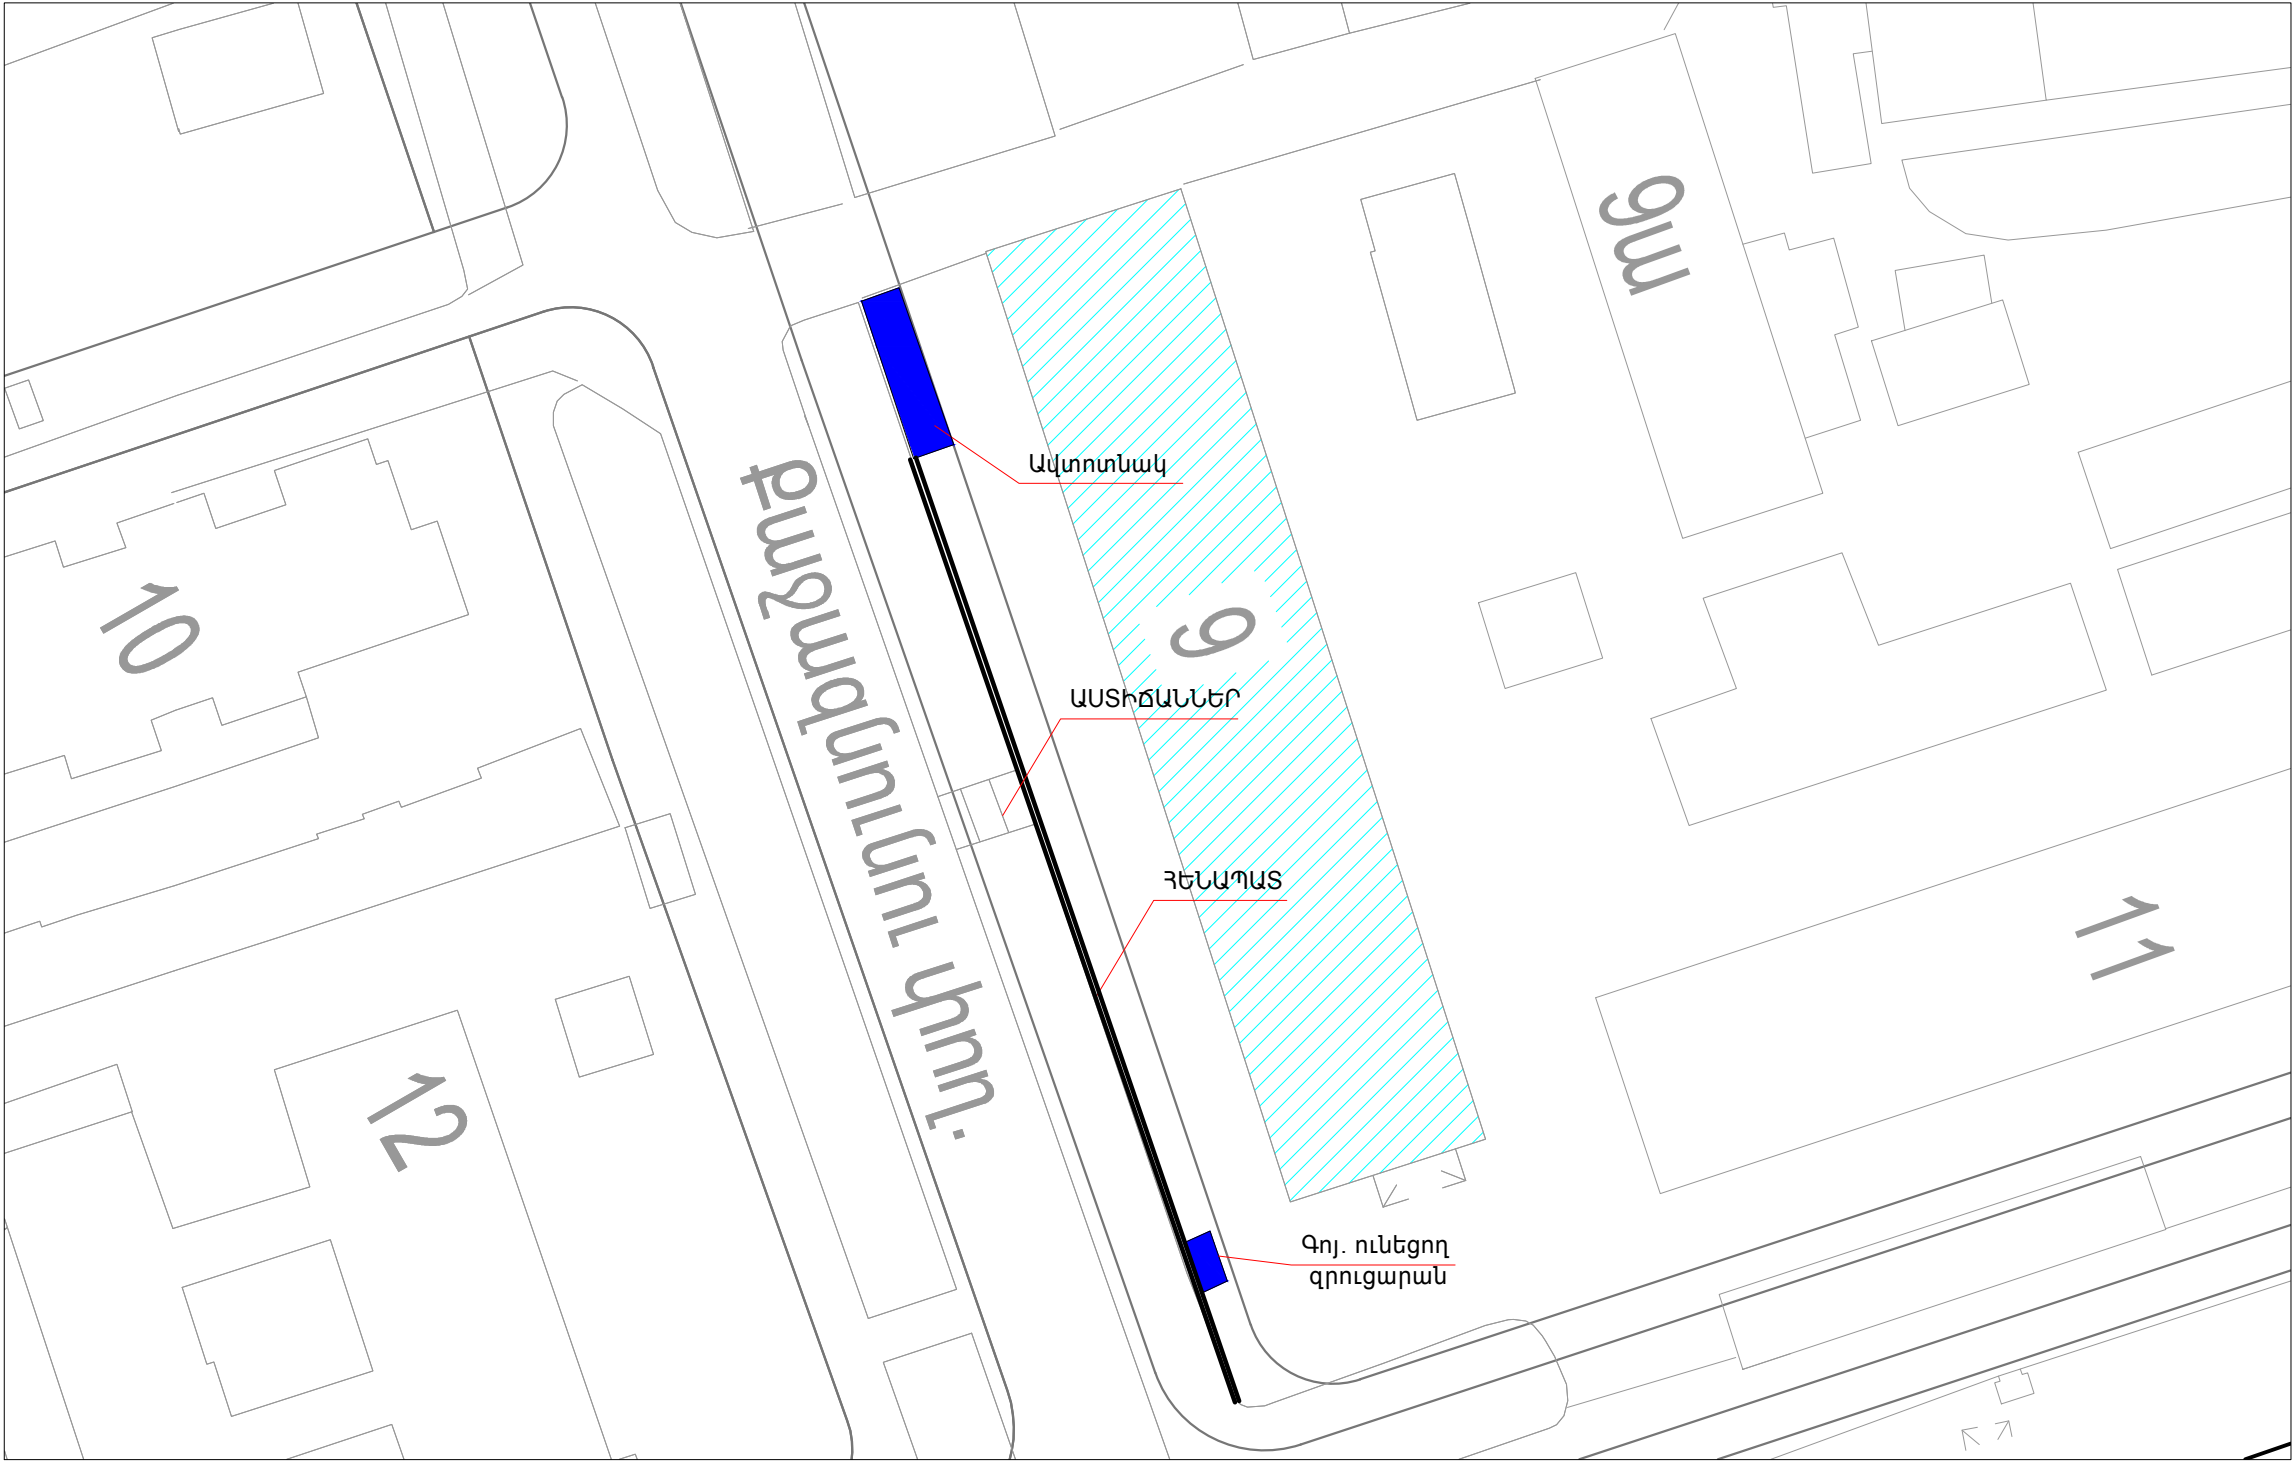 9ա
Ավտոտնակ
Քաջազնունու փող.
10
9
ԱՍՏԻՃԱՆՆԵՐ
ՀԵՆԱՊԱՏ
11
12
Գոյ. ունեցող
զրուցարան